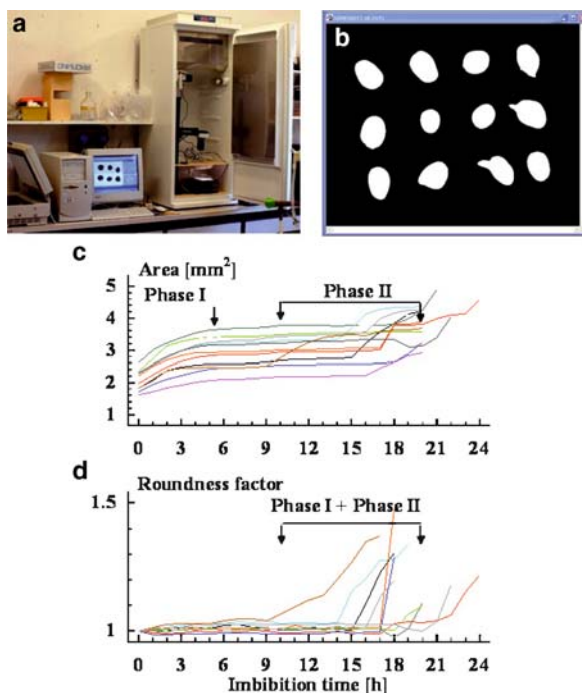 a
b
c
Area [mm²]
Phase I
Phase II
5
4
3
2
1
0 3 6 9 12 15 18 21 24
d
Roundness factor
1.5
Phase I + Phase II
1
0 3 6 9 12 15 18 21 24
Imbibition time [h]